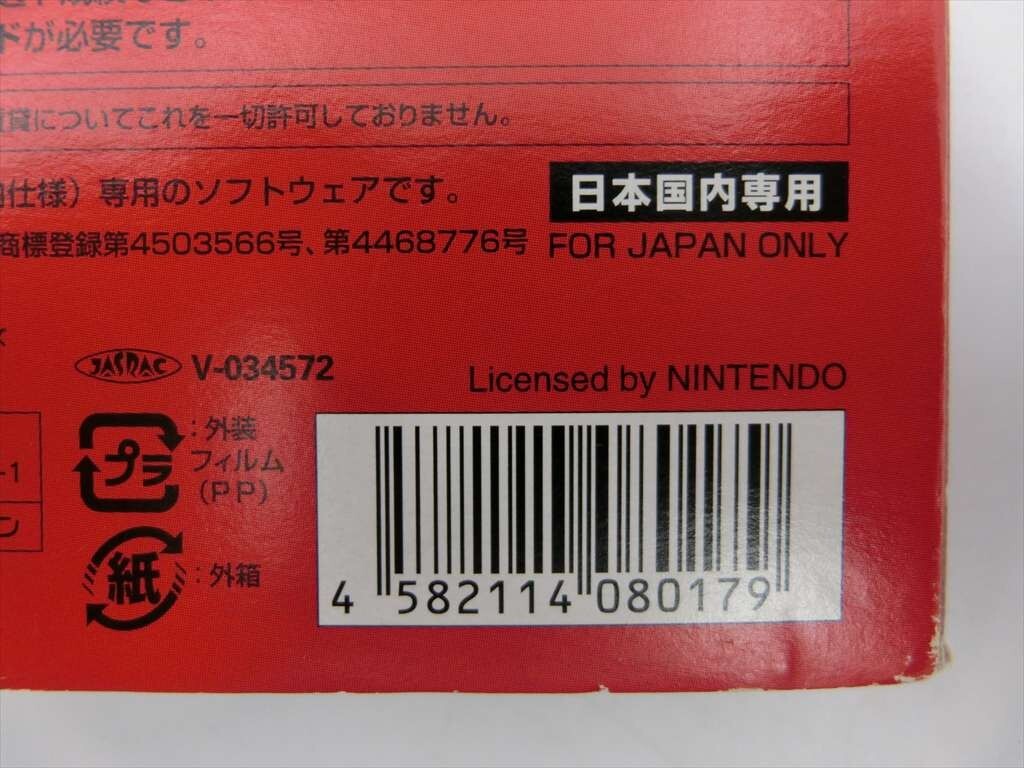 ドが必要です。
貸についてこれを一切許可しておりません。
仕様）専用のソフトウェアです。
日本国内専用
商標登録第4503566号、第4468776号
FOR JAPAN ONLY
JASRAC V-034572
Licensed by NINTENDO
プラ
：外装
フィルム
(PP)
-1
ン
紙
：外箱
4 582114 080179